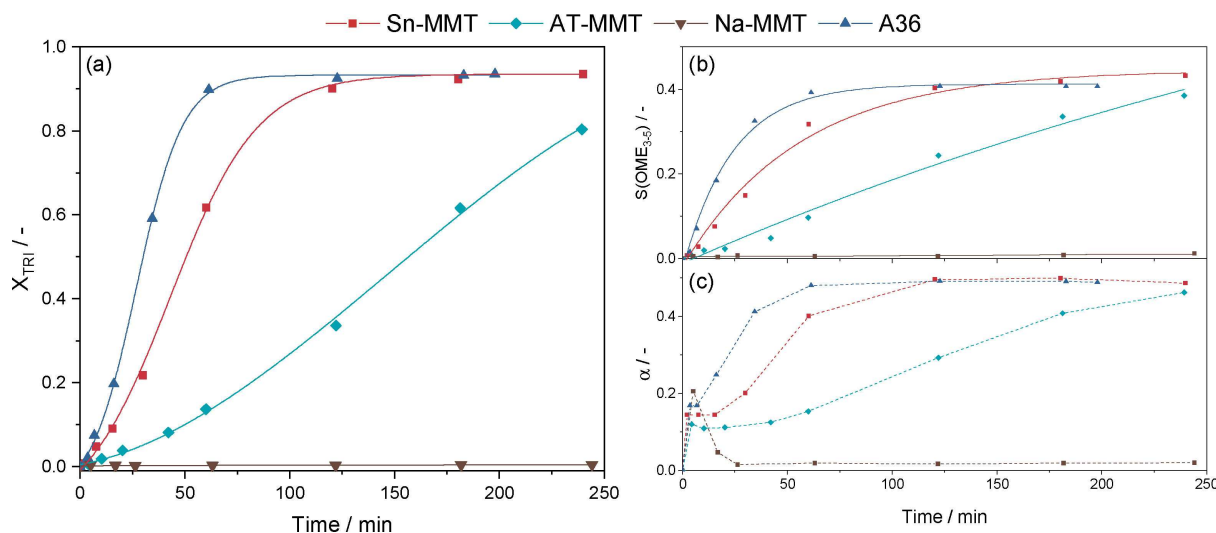 Sn-MMT AT-MMT Na-MMT A36
(a)
X_TRI / -
1.0
0.8
0.6
0.4
0.2
0.0
0 50 100 150 200 250
Time / min
(b)
S(OME_3-5) / -
0.4
0.2
0.0
(c)
α / -
0.4
0.2
0.0
0 50 100 150 200 250
Time / min